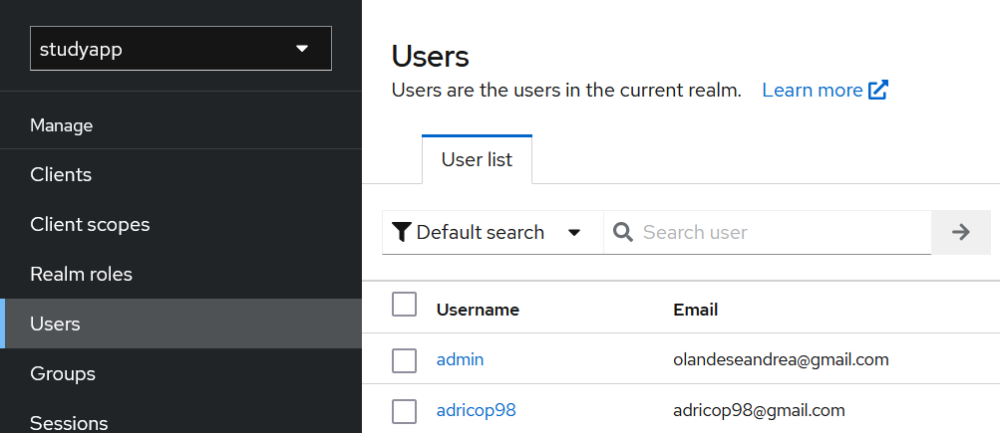 studyapp
Manage
Clients
Client scopes
Realm roles
Users
Groups
Sessions
Users
Users are the users in the current realm. Learn more
User list
Default search Search user
Username Email
admin olandeseandrea@gmail.com
adricop98 adricop98@gmail.com